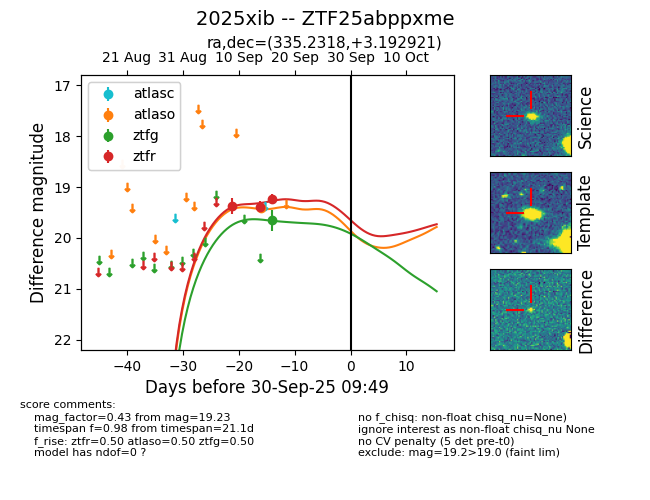 2025xib -- ZTF25abppxme
ra,dec=(335.2318,+3.192921)
21 Aug 31 Aug 10 Sep 20 Sep 30 Sep 10 Oct
17
18
19
20
21
22
Difference magnitude
atlasc
atlaso
ztfg
ztfr
−40 −30 −20 −10 0 10
Days before 30-Sep-25 09:49
Science
Template
Difference
score comments:
mag_factor=0.43 from mag=19.23
timespan f=0.98 from timespan=21.1d
f_rise: ztfr=0.50 atlaso=0.50 ztfg=0.50
model has ndof=0 ?
no f_chisq: non-float chisq_nu=None)
ignore interest as non-float chisq_nu None
no CV penalty (5 det pre-t0)
exclude: mag=19.2>19.0 (faint lim)